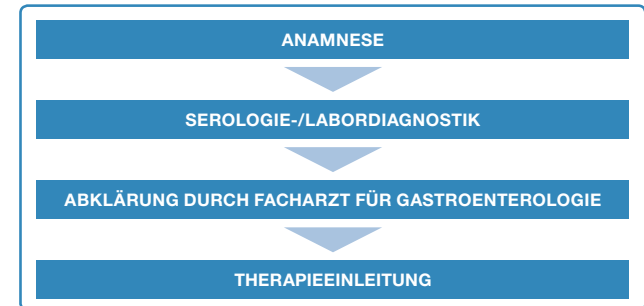 ANAMNESE
SEROLOGIE-/LABORDIAGNOSTIK
ABKLÄRUNG DURCH FACHARZT FÜR GASTROENTEROLOGIE
THERAPIEEINLEITUNG